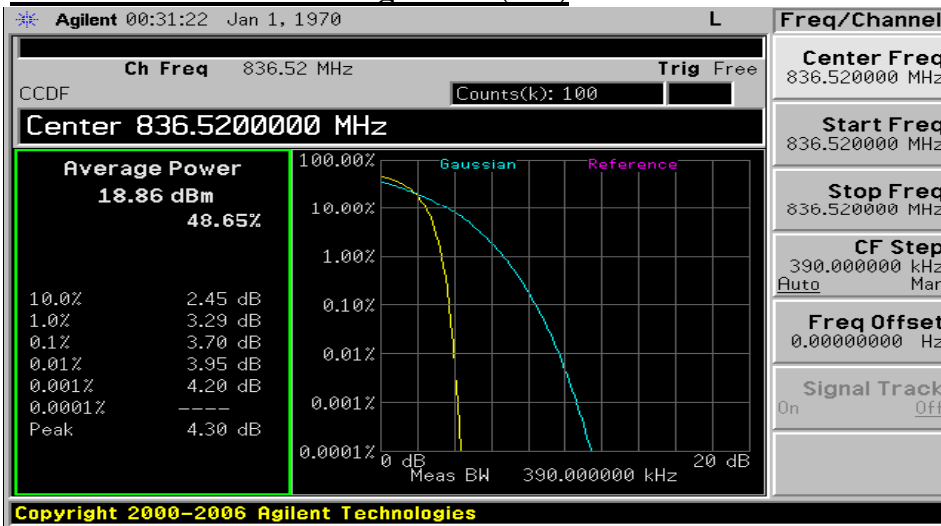 Agilent 00:31:22 Jan 1, 1970 L
Freq/Channel
Ch Freq 836.52 MHz Trig Free
CCDF Counts(k): 100
Center 836.520000 MHz
Average Power
18.86 dBm
48.65%
10.0% 2.45 dB
1.0% 3.29 dB
0.1% 3.70 dB
0.01% 3.95 dB
0.001% 4.20 dB
0.0001% ----
Peak 4.30 dB
Gaussian Reference
100.00%
10.00%
1.00%
0.10%
0.01%
0.001%
0.0001%
0 dB 20 dB
Meas BW 390.000000 kHz
Center Freq
836.520000 MHz
Start Freq
836.520000 MHz
Stop Freq
836.520000 MHz
CF Step
390.000000 kHz
Auto Man
Freq Offset
0.00000000 Hz
Signal Track
On Off
Copyright 2000-2006 Agilent Technologies